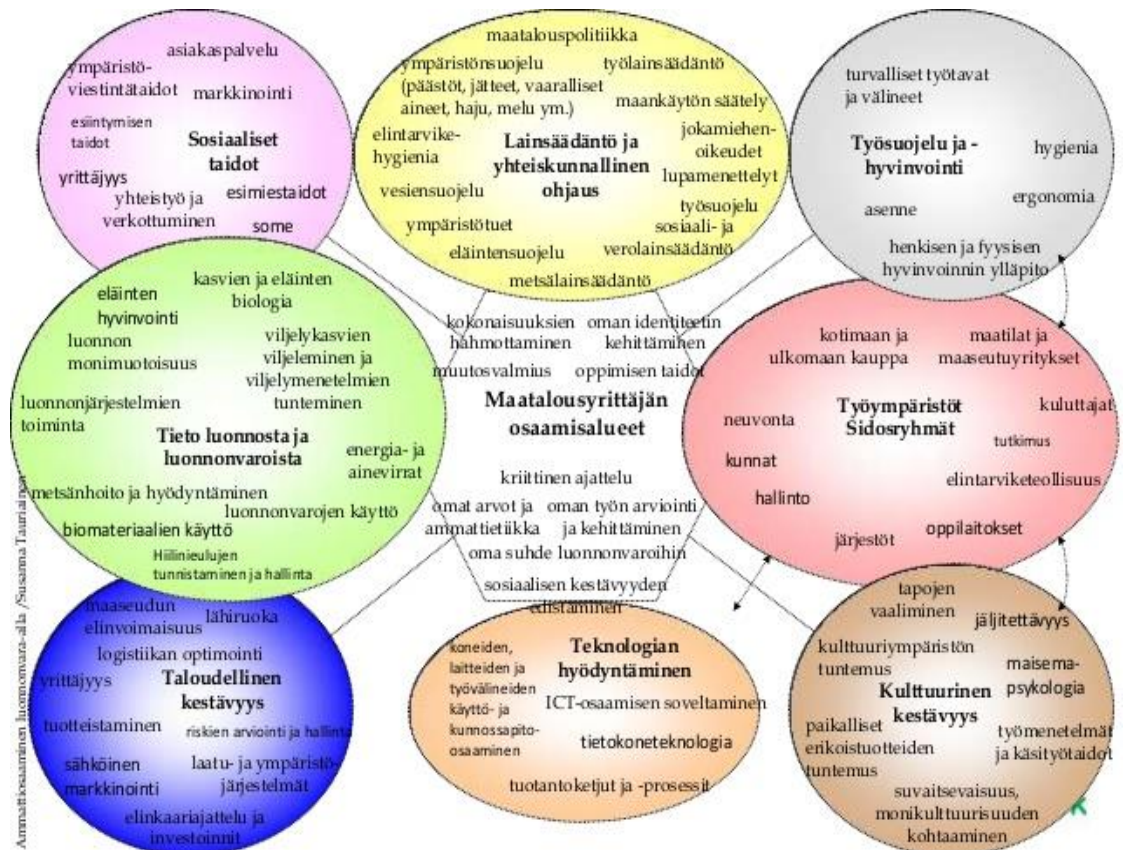 asiakaspalvelu
ympäristö-
viestintätaidot
markkinointi
esiintymisen
taidot
Sosiaaliset
taidot
yrittäjyys
esimiestaidot
yhteistyö ja
verkottuminen
some
maatalouspolitiikka
ympäristönsuojelu
(päästöt, jätteet, vaaralliset
aineet, haju, melu ym.)
työlainsäädäntö
maankäytön säätely
elintarvike-
hygienia
Lainsäädäntö ja
yhteiskunnallinen
ohjaus
jokamiehen-
oikeudet
lupamenettelyt
vesiensuojelu
työsuojelu
ympäristötuet
sosiaali- ja
verolainsäädäntö
eläintensuojelu
metsälainsäädäntö
turvalliset työtavat
ja välineet
Työsuojelu ja -
hyvinvointi
hygienia
ergonomia
asenne
henkisen ja fyysisen
hyvinvoinnin ylläpito
kasvien ja eläinten
biologia
eläinten
hyvinvointi
luonnon
monimuotoisuus
viljelykasvien
viljeleminen ja
viljelymenetelmien
tunteminen
luonnonjärjestelmien
toiminta
Tieto luonnosta ja
luonnonvaroista
energia- ja
ainevirrat
metsänhoito ja hyödyntäminen
luonnonvarojen käyttö
biomateriaalien käyttö
Hiilinieulujen
tunnistaminen ja hallinta
kokonaisuuksien
hahmottaminen
oman identiteetin
kehittäminen
muutosvalmius
oppimisen taidot
Maatalousyrittäjän
osaamisalueet
kriittinen ajattelu
omat arvot ja
ammattietiikka
oman työn arviointi
ja kehittäminen
oma suhde luonnonvaroihin
sosiaalisen kestävyyden
edistäminen
kotimaan ja
ulkomaan kauppa
maatilat ja
maaseutuyritykset
neuvonta
Työympäristöt
Sidosryhmät
kuluttajat
tutkimus
kunnat
elintarviketeollisuus
hallinto
oppilaitokset
järjestöt
maaseudun
elinvoimaisuus
lähiruoka
logistiikan optimointi
yrittäjyys
Taloudellinen
kestävyys
tuotteistaminen
riskien arviointi ja hallinta
sähköinen
markkinointi
laatu- ja ympäristö-
järjestelmät
elinkaariajattelu ja
investoinnit
koneiden,
laitteiden ja
työvälineiden
käyttö- ja
kunnossapito-
osaaminen
Teknologian
hyödyntäminen
ICT-osaamisen soveltaminen
tietokoneteknologia
tuotantoketjut ja -prosessit
tapojen
vaaliminen
jäljitettävyys
kulttuuriympäristön
tuntemus
maisema-
psykologia
Kulttuurinen
kestävyys
paikalliset
erikoistuotteiden
tuntemus
työmenetelmät
ja käsityötaidot
suvaitsevaisuus,
monikulttuurisuuden
kohtaaminen
Ammattiosaaminen luonnonvara-alla /Susanna Tauriainen